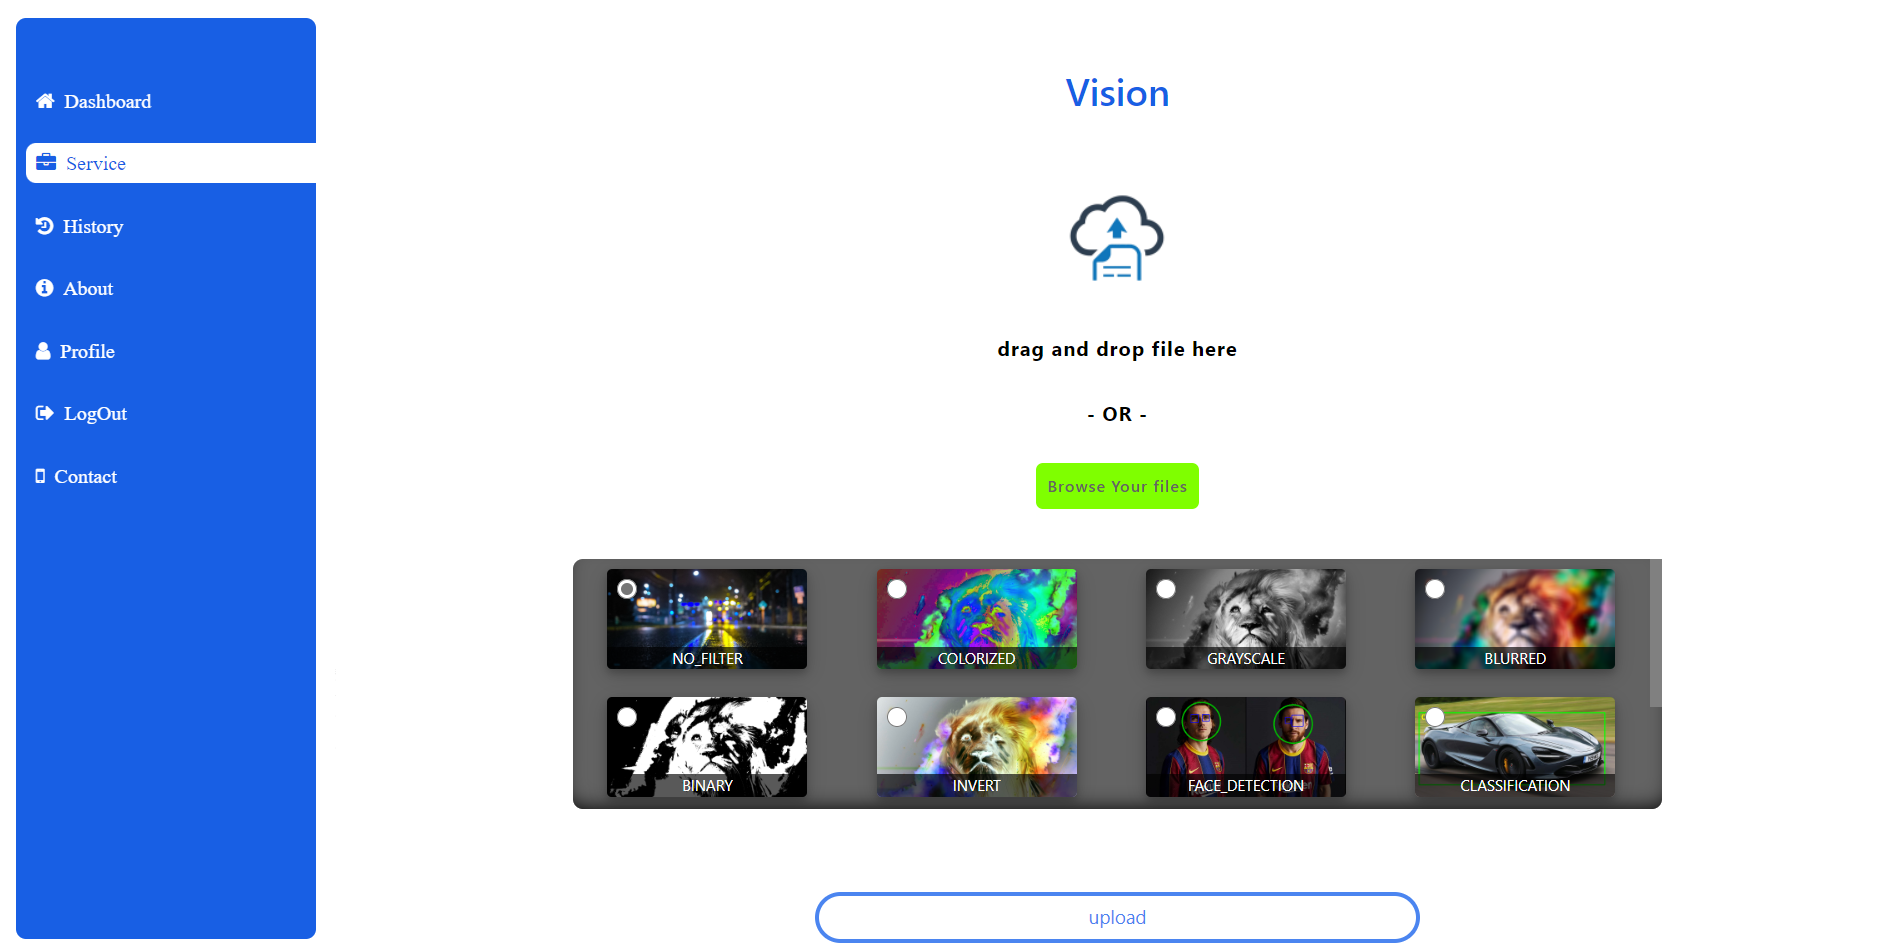 Dashboard
Service
History
About
Profile
LogOut
Contact
Vision
drag and drop file here
- OR -
Browse Your files
NO_FILTER
COLORIZED
GRAYSCALE
BLURRED
BINARY
INVERT
FACE_DETECTION
CLASSIFICATION
upload